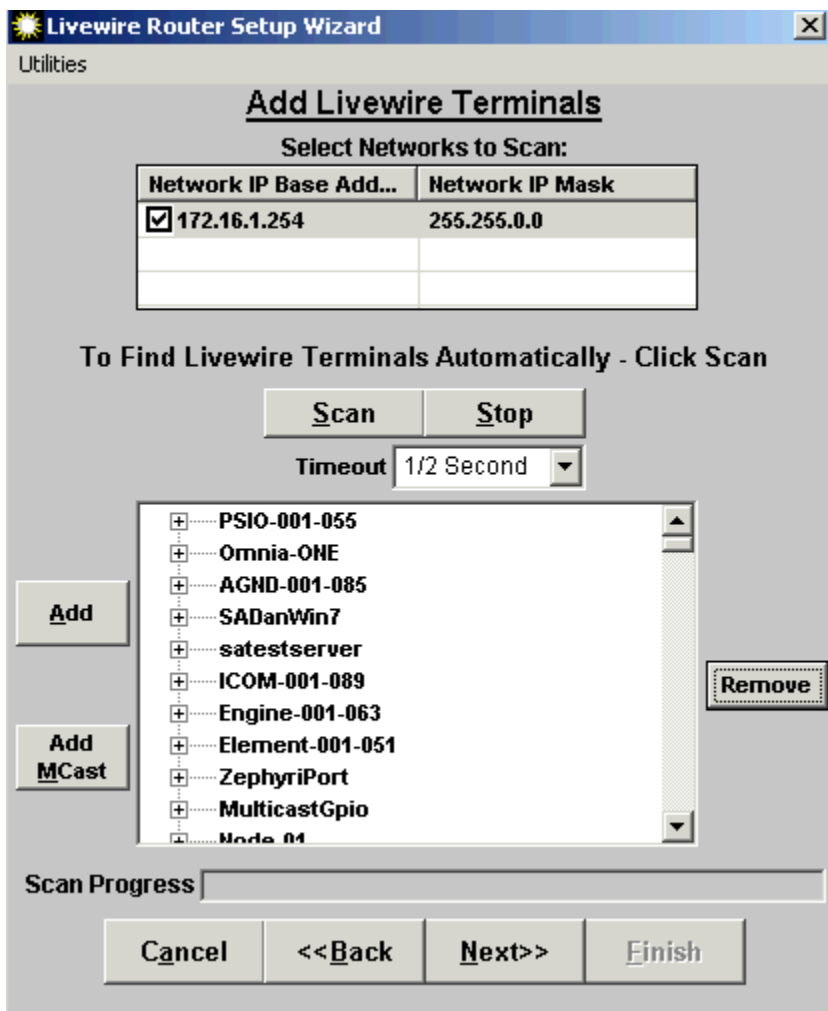 Livewire Router Setup Wizard
Utilities
Add Livewire Terminals
Select Networks to Scan:
Network IP Base Add... Network IP Mask
172.16.1.254 255.255.0.0
To Find Livewire Terminals Automatically - Click Scan
Scan Stop
Timeout 1/2 Second
PSIO-001-055
Omnia-ONE
AGND-001-085
SADanWin7
satestserver
ICOM-001-089
Engine-001-063
Element-001-051
ZephyriPort
MulticastGpio
Node 01
Add
Add
MCast
Remove
Scan Progress
Cancel <<Back Next>> Finish